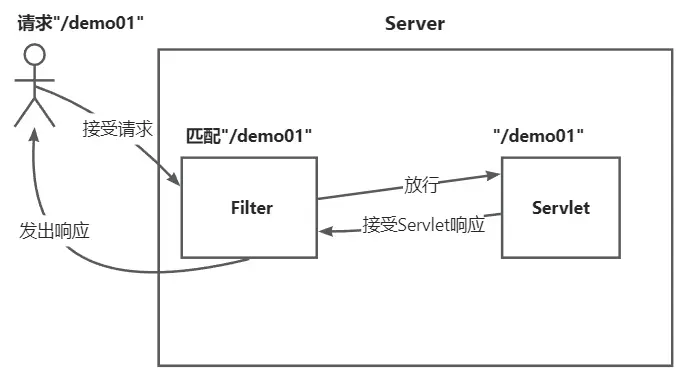 请求"/demo01"
Server
接受请求
匹配"/demo01"
"/demo01"
Filter
放行
Servlet
接受Servlet响应
发出响应